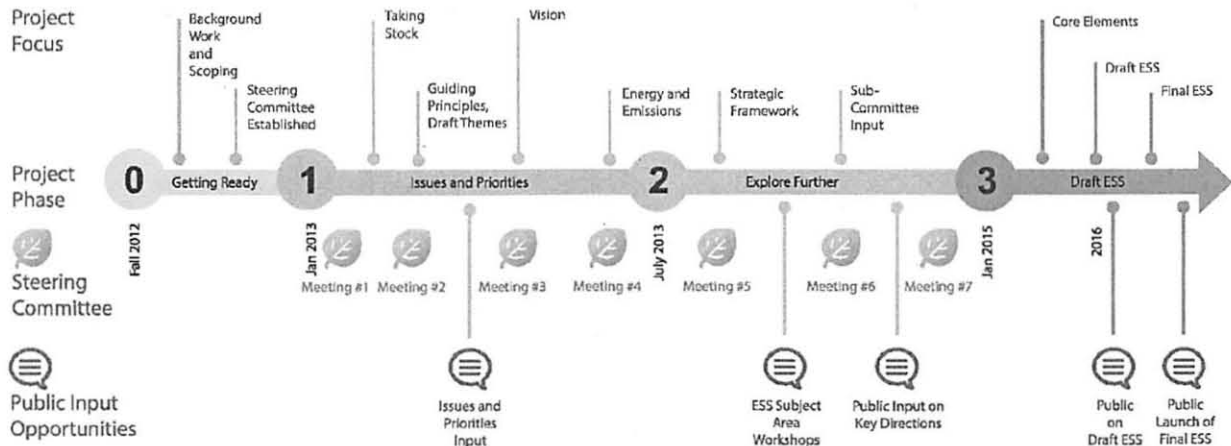 Project
Focus
Background
Work
and
Scoping
Steering
Committee
Established
Taking
Stock
Guiding
Principles,
Draft Themes
Vision
Energy and
Emissions
Strategic
Framework
Sub-
Committee
Input
Core Elements
Draft ESS
Final ESS
Project
Phase
0 Getting Ready 1 Issues and Priorities 2 Explore Further 3 Draft ESS
Fall 2012
Jan 2013
July 2013
Jan 2015
2016
Steering
Committee
Meeting #1 Meeting #2 Meeting #3 Meeting #4 Meeting #5 Meeting #6 Meeting #7
Public Input
Opportunities
Issues and
Priorities
Input
ESS Subject
Area
Workshops
Public Input on
Key Directions
Public
on
Draft ESS
Public
Launch of
Final ESS